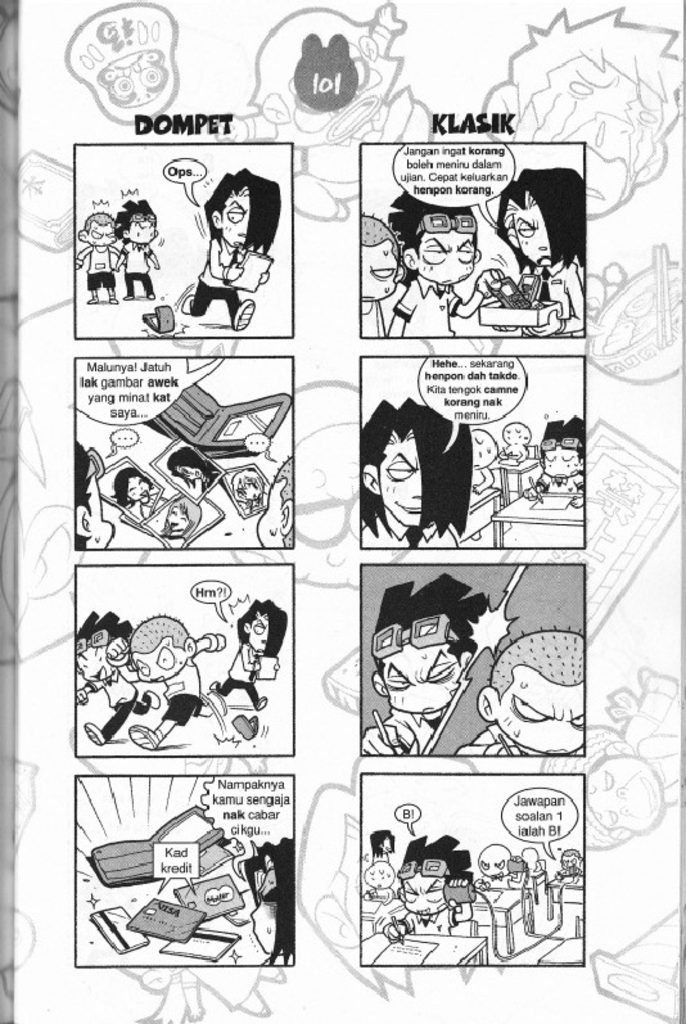 101
DOMPET
Ops...
Malunya! Jatuh
lak gambar awek
yang minat kat
saya...
Hm?!
Nampaknya
kamu sengaja
nak cabar
cikgu...
Kad
kredit
VISA
KLASIK
Jangan ingat korang
boleh meniru dalam
ujian. Cepat keluarkan
henpon korang.
Hehe... sekarang
henpon dah takde.
Kita tengok camne
korang nak
meniru.
B!
Jawapan
soalan 1
ialah B!